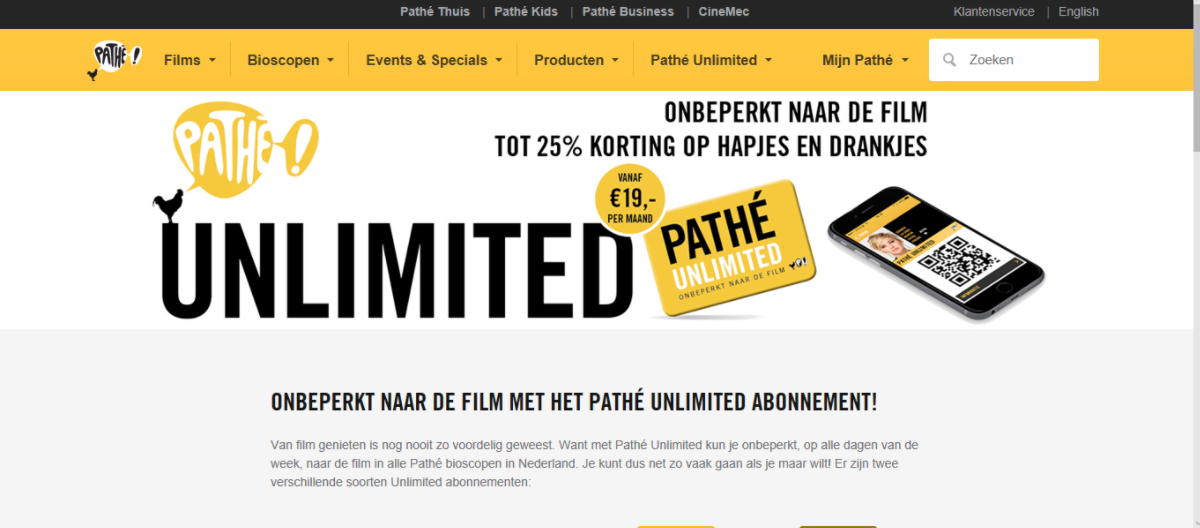 Pathé Thuis | Pathé Kids | Pathé Business | CineMec
Klantenservice | English
PATHÉ!
Films
Bioscopen
Events & Specials
Producten
Pathé Unlimited
Mijn Pathé
Zoeken
PATHÉ!
UNLIMITED
ONBEPERKT NAAR DE FILM
TOT 25% KORTING OP HAPJES EN DRANKJES
VANAF
€19,-
PER MAAND
PATHÉ
UNLIMITED
ONBEPERKT NAAR DE FILM
PATHÉ UNLIMITED
ONBEPERKT NAAR DE FILM MET HET PATHÉ UNLIMITED ABONNEMENT!
Van film genieten is nog nooit zo voordelig geweest. Want met Pathé Unlimited kun je onbeperkt, op alle dagen van de
week, naar de film in alle Pathé bioscopen in Nederland. Je kunt dus net zo vaak gaan als je maar wilt! Er zijn twee
verschillende soorten Unlimited abonnementen: